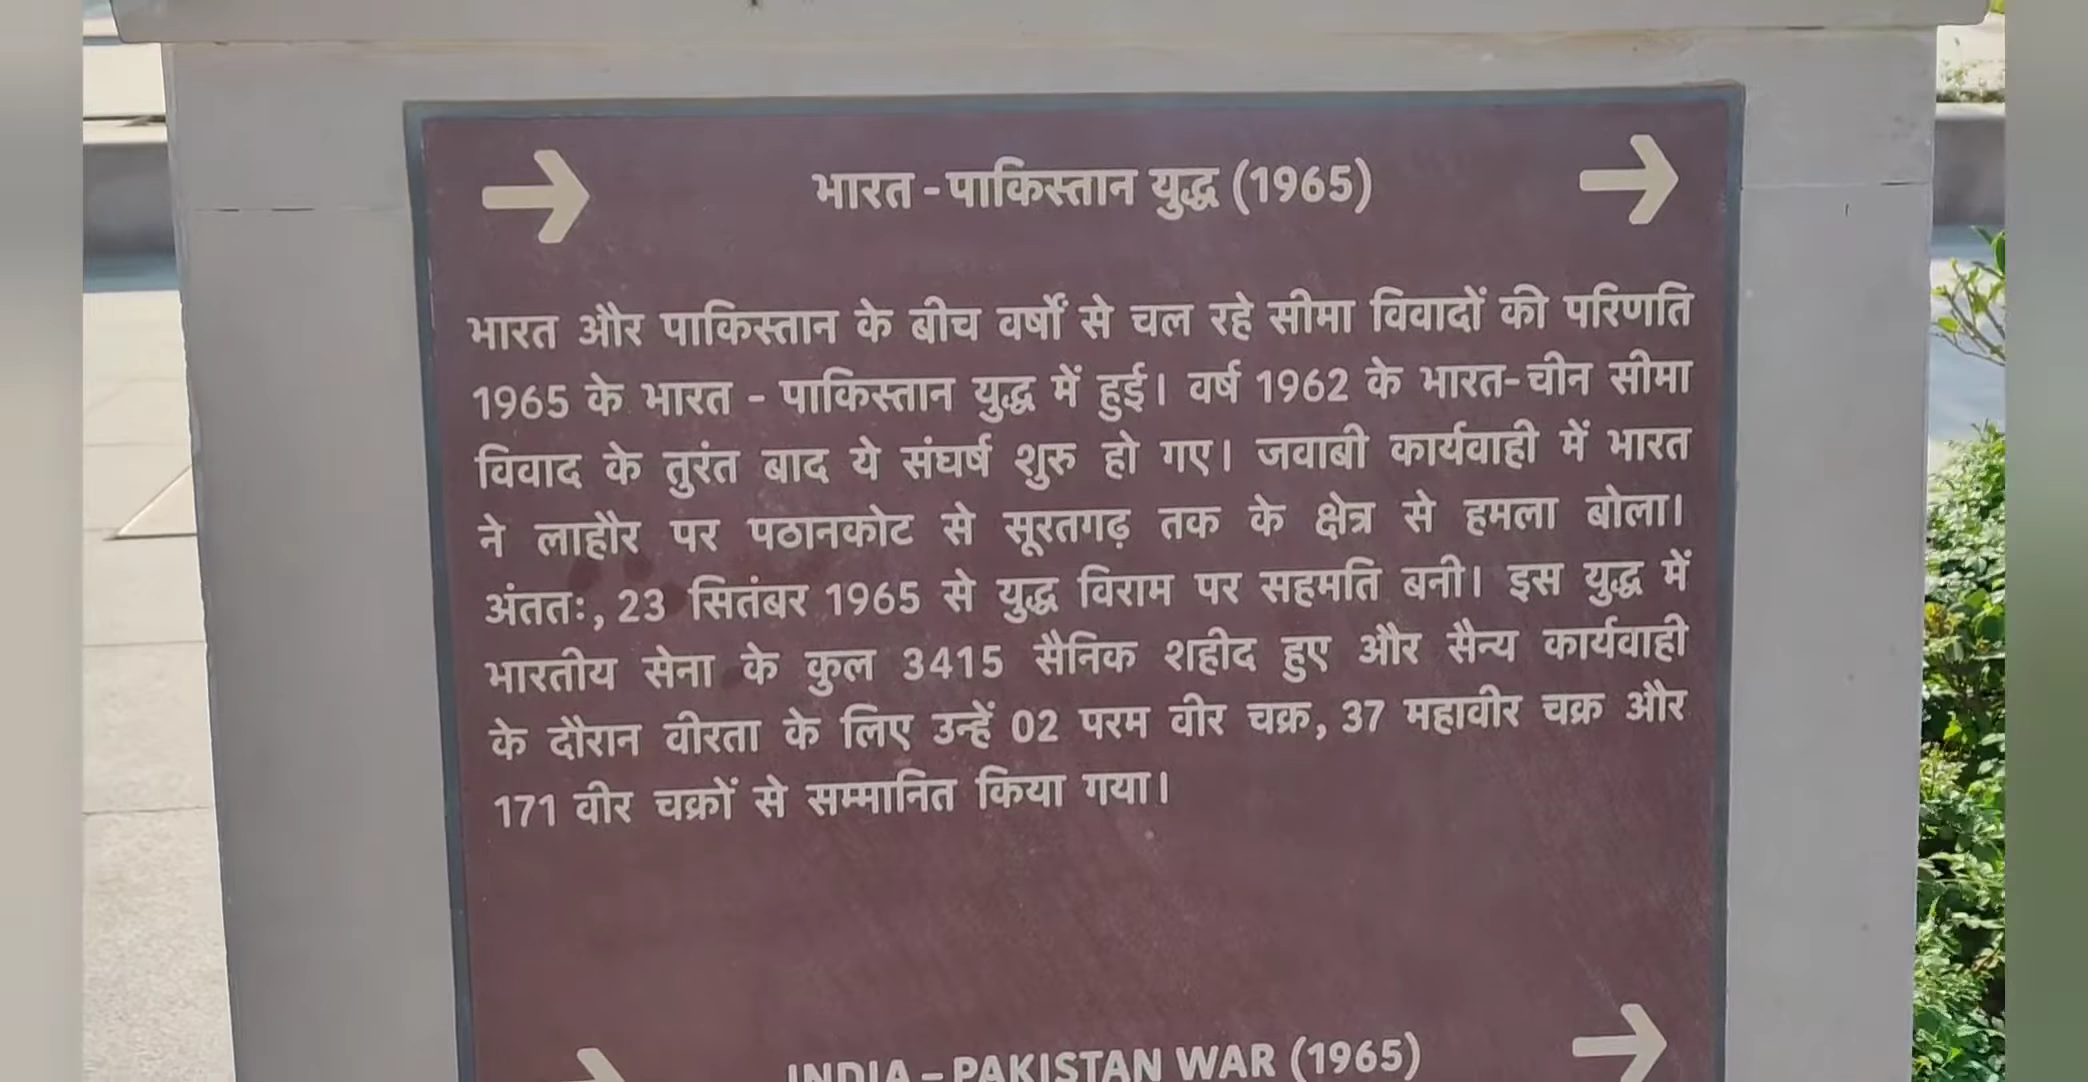 भारत - पाकिस्तान युद्ध (1965)
भारत और पाकिस्तान के बीच वर्षों से चल रहे सीमा विवादों की परिणति
1965 के भारत - पाकिस्तान युद्ध में हुई। वर्ष 1962 के भारत-चीन सीमा
विवाद के तुरंत बाद ये संघर्ष शुरु हो गए। जवाबी कार्यवाही में भारत
ने लाहौर पर पठानकोट से सूरतगढ़ तक के क्षेत्र से हमला बोला।
अंततः, 23 सितंबर 1965 से युद्ध विराम पर सहमति बनी। इस युद्ध में
भारतीय सेना के कुल 3415 सैनिक शहीद हुए और सैन्य कार्यवाही
के दौरान वीरता के लिए उन्हें 02 परम वीर चक्र, 37 महावीर चक्र और
171 वीर चक्रों से सम्मानित किया गया।
INDIA – PAKISTAN WAR (1965)